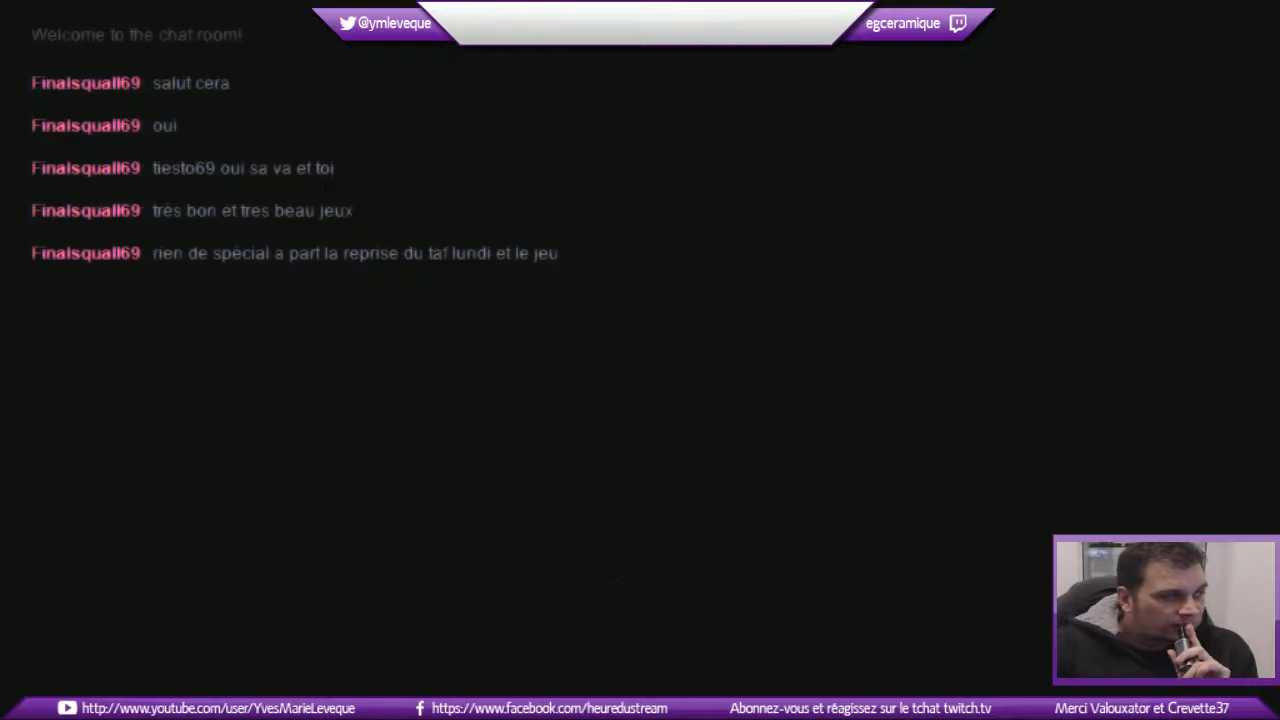 @ymleveque
egceramique
Welcome to the chat room!
Finalsquall69 salut cera
Finalsquall69 oui
Finalsquall69 tiesto69 oui sa va et toi
Finalsquall69 très bon et tres beau jeux
Finalsquall69 rien de spécial a part la reprise du taf lundi et le jeu
http://www.youtube.com/user/YvesMarieLeveque
https://www.facebook.com/heuredustream
Abonnez-vous et réagissez sur le tchat twitch.tv
Merci Valouxator et Crevette37